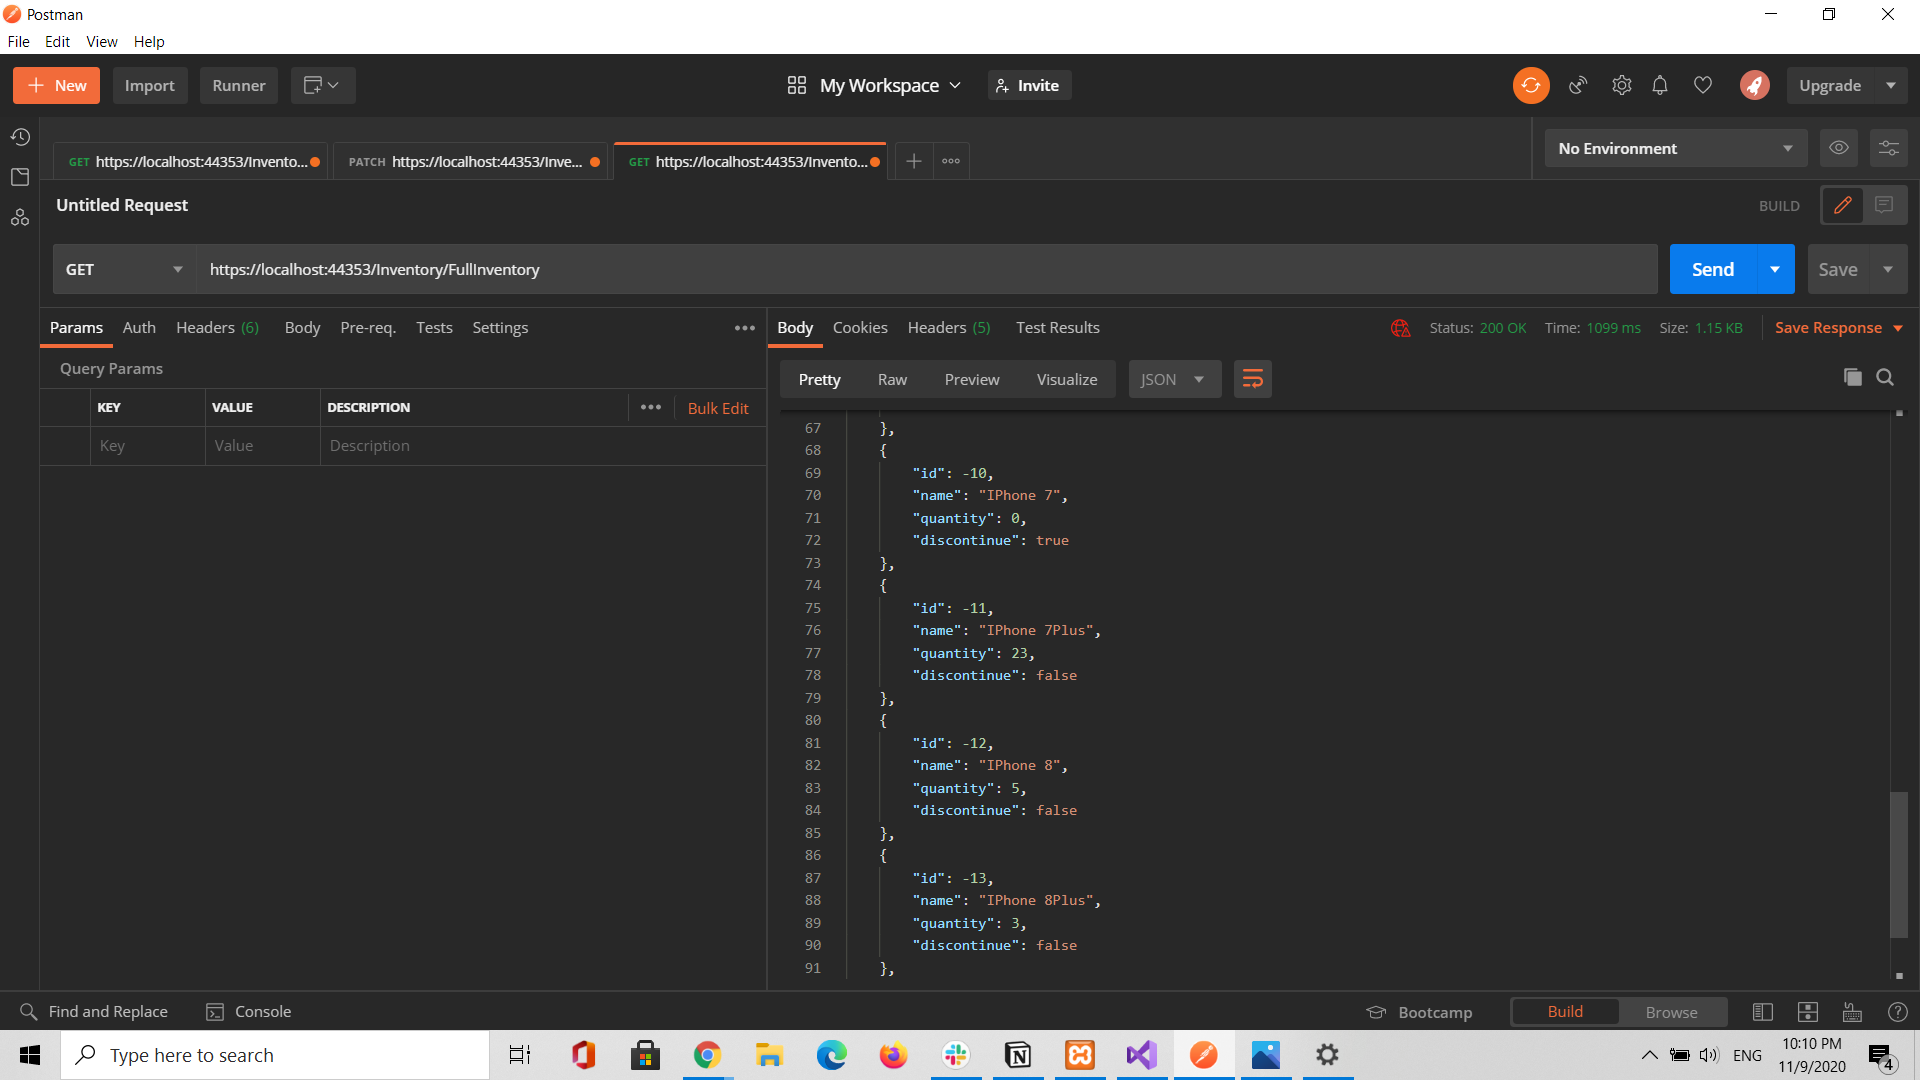 Postman
File Edit View Help
New Import Runner My Workspace Invite Upgrade
GET https://localhost:44353/Invento... PATCH https://localhost:44353/Inve... GET https://localhost:44353/Invento... No Environment
Untitled Request BUILD
GET https://localhost:44353/Inventory/FullInventory Send Save
Params Auth Headers (6) Body Pre-req. Tests Settings
Body Cookies Headers (5) Test Results Status: 200 OK Time: 1099 ms Size: 1.15 KB Save Response
Query Params
KEY VALUE DESCRIPTION Bulk Edit
Key Value Description
Pretty Raw Preview Visualize JSON
67 },
68 {
69 "id": -10,
70 "name": "IPhone 7",
71 "quantity": 0,
72 "discontinue": true
73 },
74 {
75 "id": -11,
76 "name": "IPhone 7Plus",
77 "quantity": 23,
78 "discontinue": false
79 },
80 {
81 "id": -12,
82 "name": "IPhone 8",
83 "quantity": 5,
84 "discontinue": false
85 },
86 {
87 "id": -13,
88 "name": "IPhone 8Plus",
89 "quantity": 3,
90 "discontinue": false
91 },
Find and Replace Console Bootcamp Build Browse
Type here to search ENG 10:10 PM
11/9/2020 4